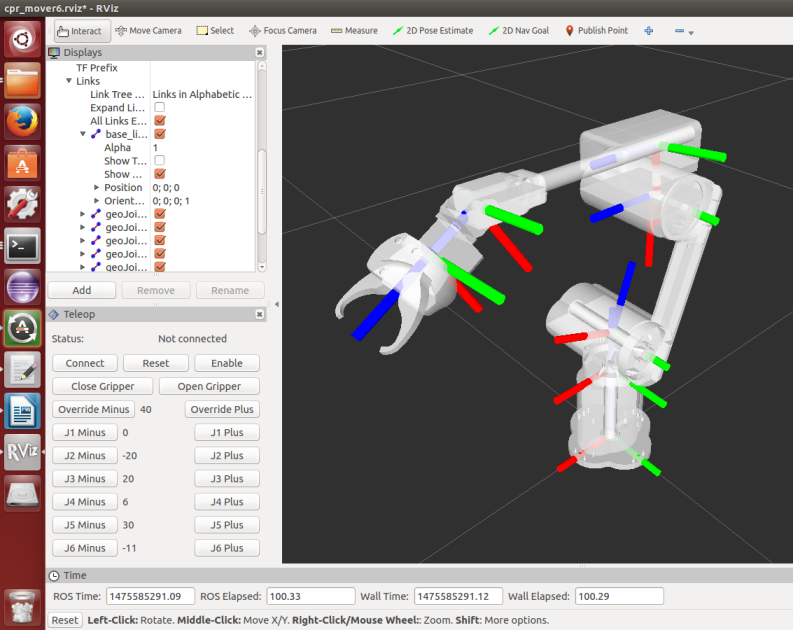 cpr_mover6.rviz* - RViz
Interact Move Camera Select Focus Camera Measure 2D Pose Estimate 2D Nav Goal Publish Point
Displays
TF Prefix
Links
Link Tree ... Links in Alphabetic ...
Expand Li...
All Links E...
base_li...
Alpha 1
Show T...
Show ...
Position 0; 0; 0
Orient... 0; 0; 0; 1
geoJoi...
geoJoi...
geoJoi...
geoJoi...
geoJoi...
Add Remove Rename
Teleop
Status: Not connected
Connect Reset Enable
Close Gripper Open Gripper
Override Minus 40 Override Plus
J1 Minus 0 J1 Plus
J2 Minus -20 J2 Plus
J3 Minus 20 J3 Plus
J4 Minus 6 J4 Plus
J5 Minus 30 J5 Plus
J6 Minus -11 J6 Plus
RViz
Time
ROS Time: 1475585291.09 ROS Elapsed: 100.33 Wall Time: 1475585291.12 Wall Elapsed: 100.29
Reset Left-Click: Rotate. Middle-Click: Move X/Y. Right-Click/Mouse Wheel:: Zoom. Shift: More options.